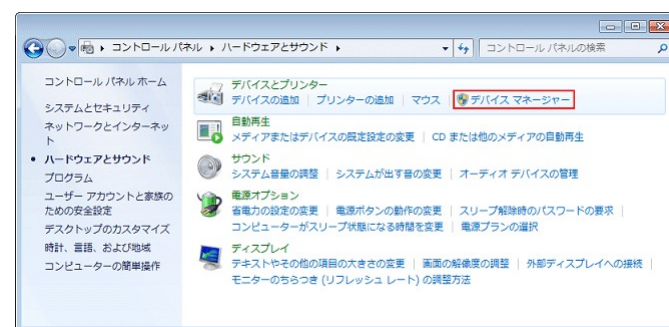 コントロール パネル ▸ ハードウェアとサウンド ▸
コントロール パネルの検索
コントロール パネル ホーム
システムとセキュリティ
ネットワークとインターネッ
ト
ハードウェアとサウンド
プログラム
ユーザー アカウントと家族の
ための安全設定
デスクトップのカスタマイズ
時計、言語、および地域
コンピューターの簡単操作
デバイスとプリンター
デバイスの追加 | プリンターの追加 | マウス | デバイス マネージャー
自動再生
メディアまたはデバイスの既定設定の変更 | CD または他のメディアの自動再生
サウンド
システム音量の調整 | システムが出す音の変更 | オーディオ デバイスの管理
電源オプション
省電力の設定の変更 | 電源ボタンの動作の変更 | スリープ解除時のパスワードの要求 |
コンピューターがスリープ状態になる時間を変更 | 電源プランの選択
ディスプレイ
テキストやその他の項目の大きさの変更 | 画面の解像度の調整 | 外部ディスプレイへの接続 |
モニターのちらつき (リフレッシュ レート) の調整方法